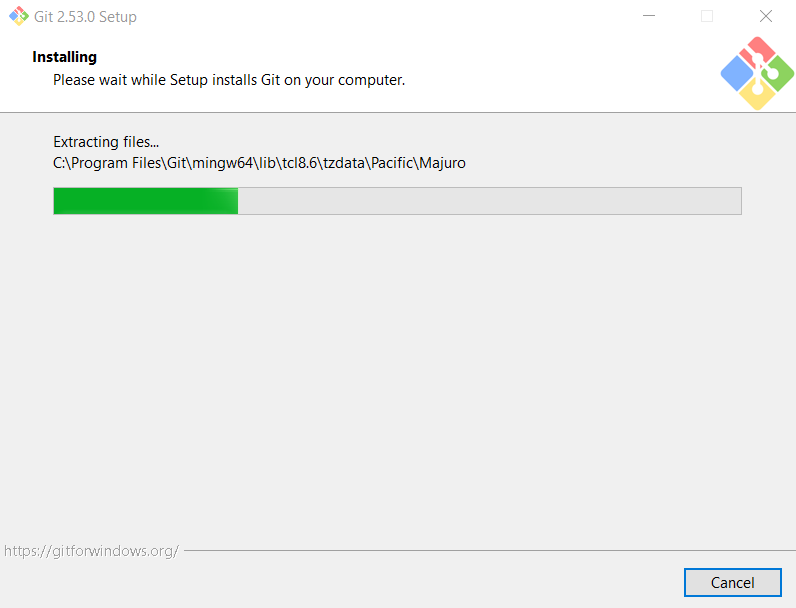 Git 2.53.0 Setup
Installing
Please wait while Setup installs Git on your computer.
Extracting files...
C:\Program Files\Git\mingw64\lib\tcl8.6\tzdata\Pacific\Majuro
https://gitforwindows.org/
Cancel